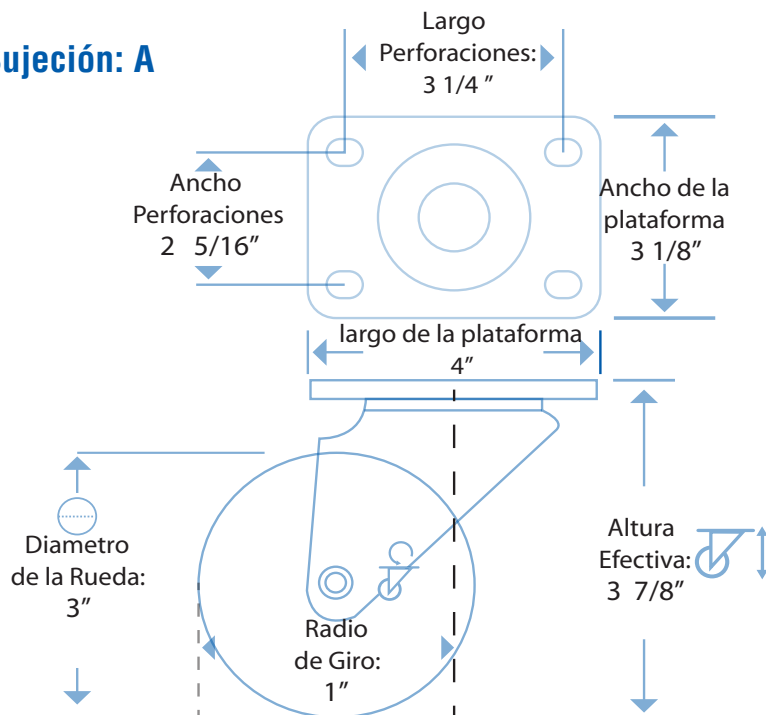 ujeción: A
Largo
Perforaciones:
3 1/4 ”
Ancho
Perforaciones
2 5/16”
Ancho de la
plataforma
3 1/8”
largo de la plataforma
4”
Diametro
de la Rueda:
3”
Altura
Efectiva:
3 7/8”
Radio
de Giro:
1”